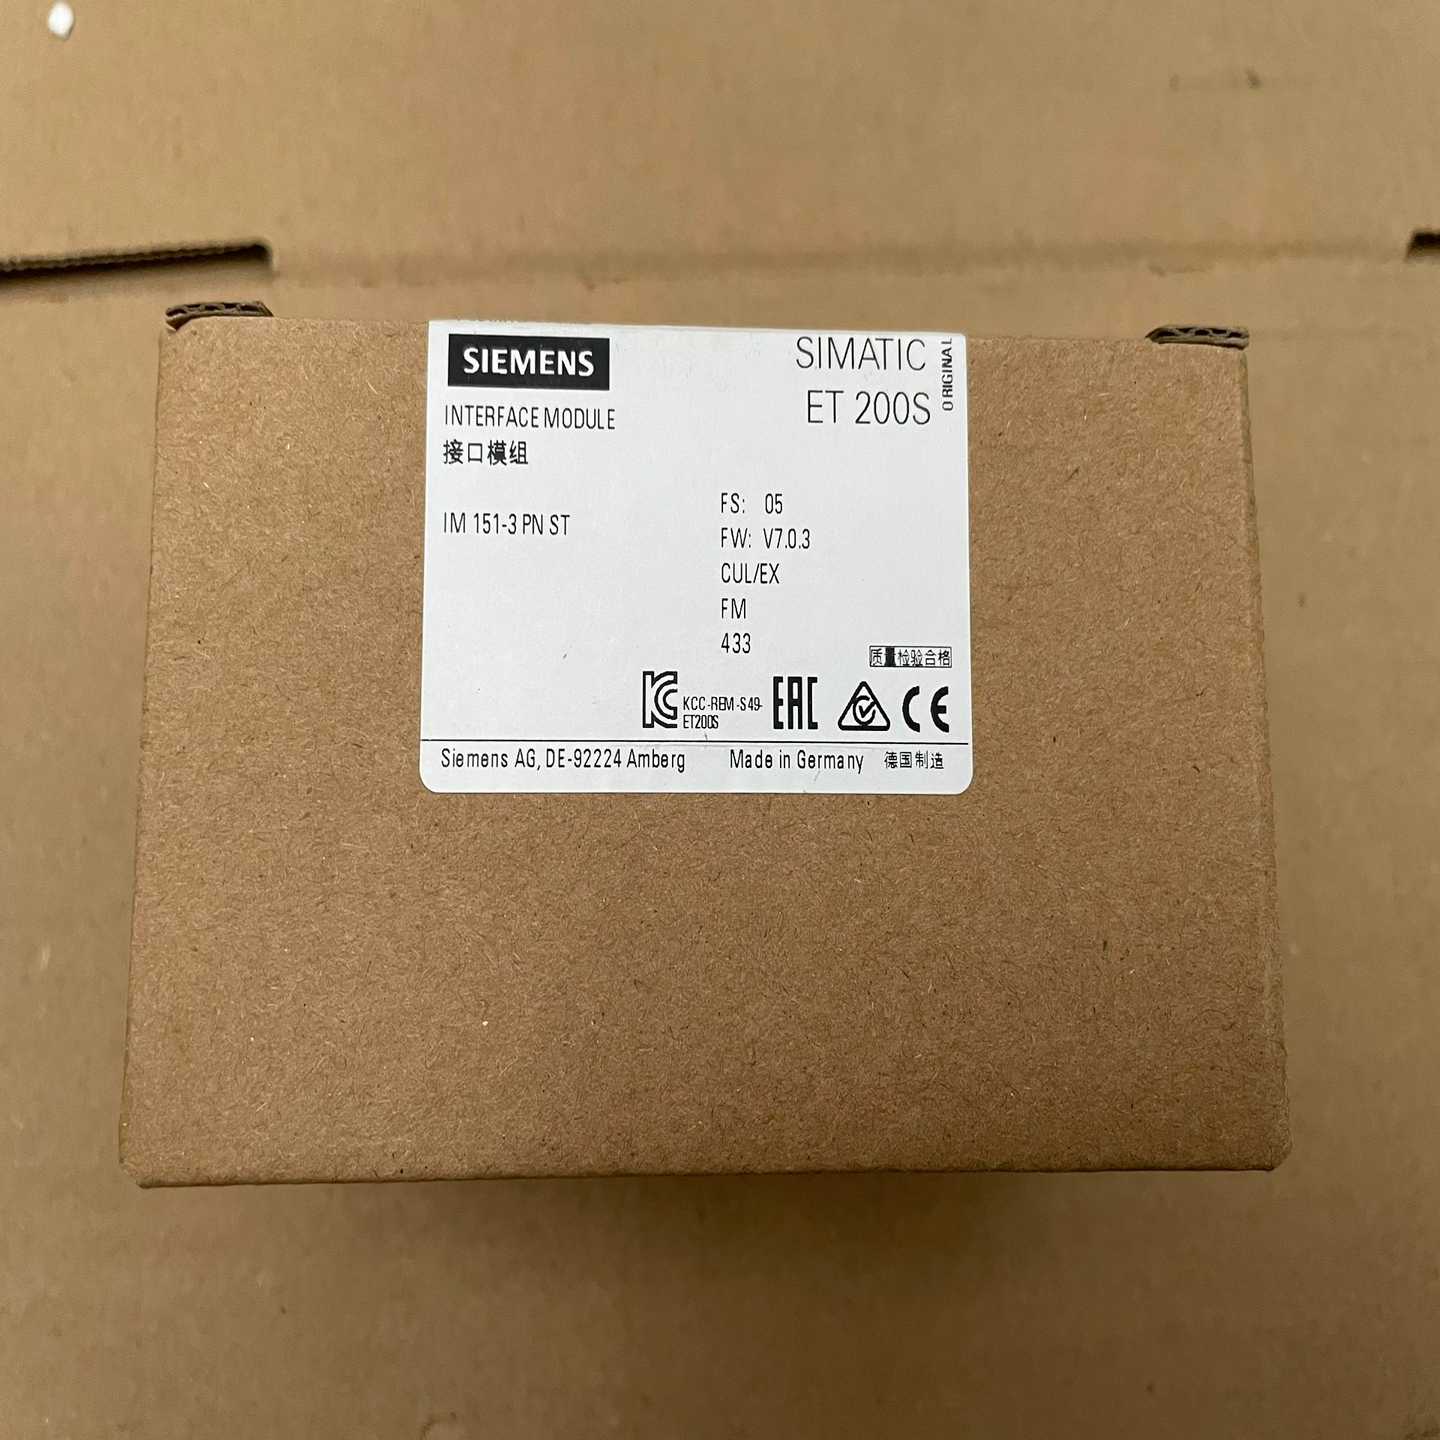 SIEMENS
SIMATIC
ET 200S
ORIGINAL
INTERFACE MODULE
接口模组
IM 151-3 PN ST
FS: 05
FW: V7.0.3
CUL/EX
FM
433
质量检验合格
KCC-REM-S49-
ET200S
EAC
CE
Siemens AG, DE-92224 Amberg Made in Germany 德国制造